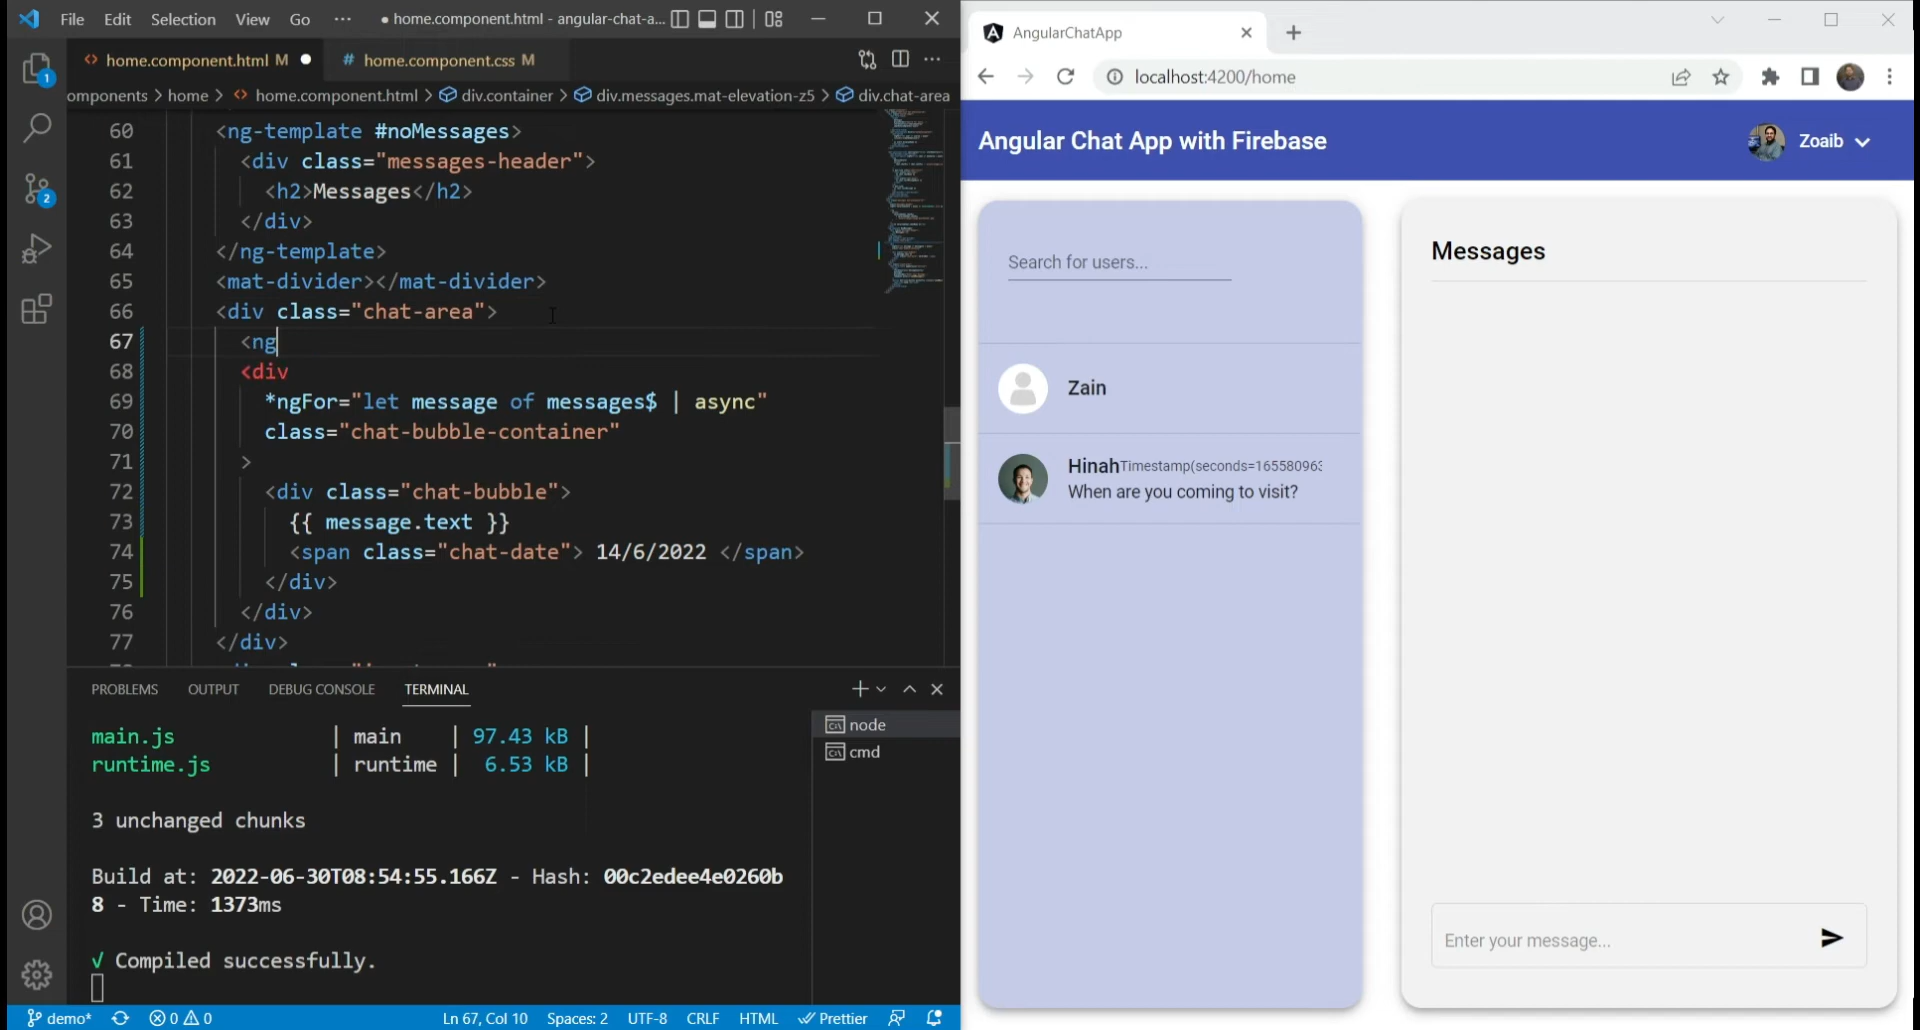 File Edit Selection View Go ··· ● home.component.html - angular-chat-a...
<> home.component.html M ● # home.component.css M ···
omponents > home > <> home.component.html > div.container > div.messages.mat-elevation-z5 > div.chat-area
60 <ng-template #noMessages>
61 <div class="messages-header">
62 <h2>Messages</h2>
63 </div>
64 </ng-template>
65 <mat-divider></mat-divider>
66 <div class="chat-area">
67 <ng
68 <div
69 *ngFor="let message of messages$ | async"
70 class="chat-bubble-container"
71 >
72 <div class="chat-bubble">
73 {{ message.text }}
74 <span class="chat-date"> 14/6/2022 </span>
75 </div>
76 </div>
77 </div>
1
2
PROBLEMS OUTPUT DEBUG CONSOLE TERMINAL
main.js | main | 97.43 kB |
runtime.js | runtime | 6.53 kB |
3 unchanged chunks
Build at: 2022-06-30T08:54:55.166Z - Hash: 00c2edee4e0260b
8 - Time: 1373ms
√ Compiled successfully.
node
cmd
demo* 0 0 Ln 67, Col 10 Spaces: 2 UTF-8 CRLF HTML Prettier
AngularChatApp
localhost:4200/home
Angular Chat App with Firebase
Zoaib
Search for users...
Zain
Hinah Timestamp(seconds=16558096
When are you coming to visit?
Messages
Enter your message...